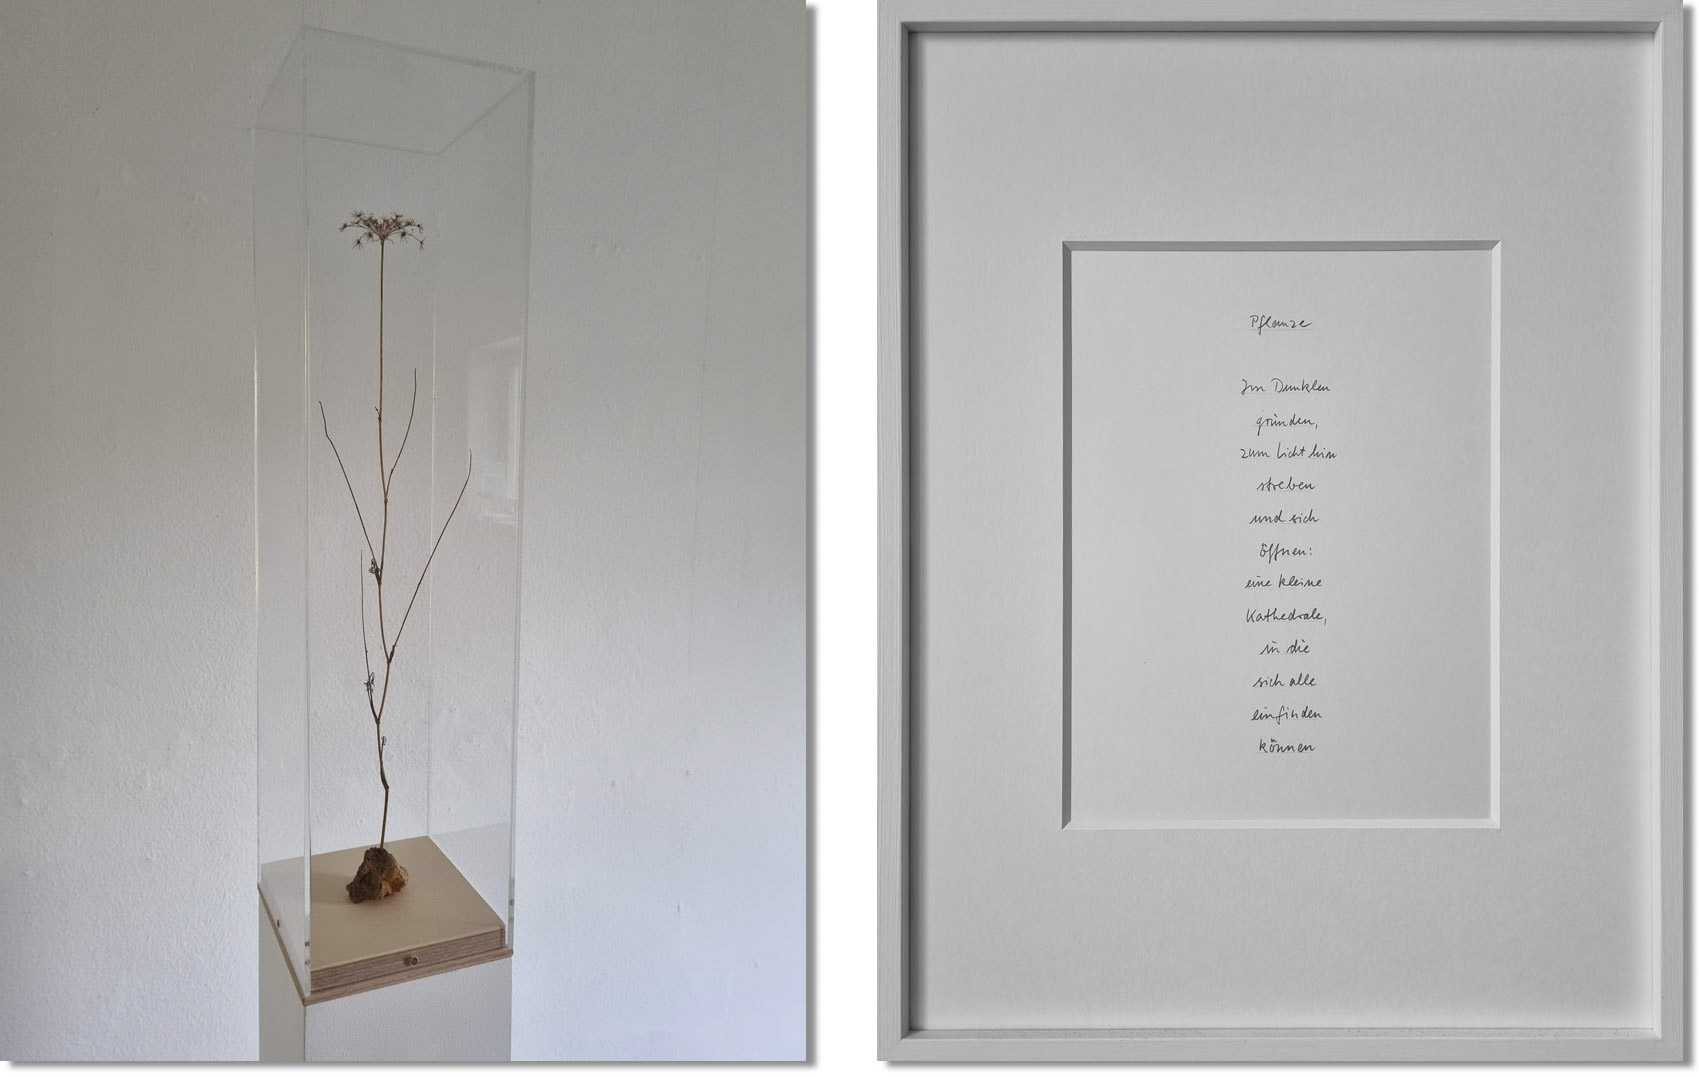 Pflanze
Im Dunklen
gründen,
zum Licht hin
streben
und sich
öffnen:
eine kleine
Kathedrale,
in die
sich alle
einfinden
können